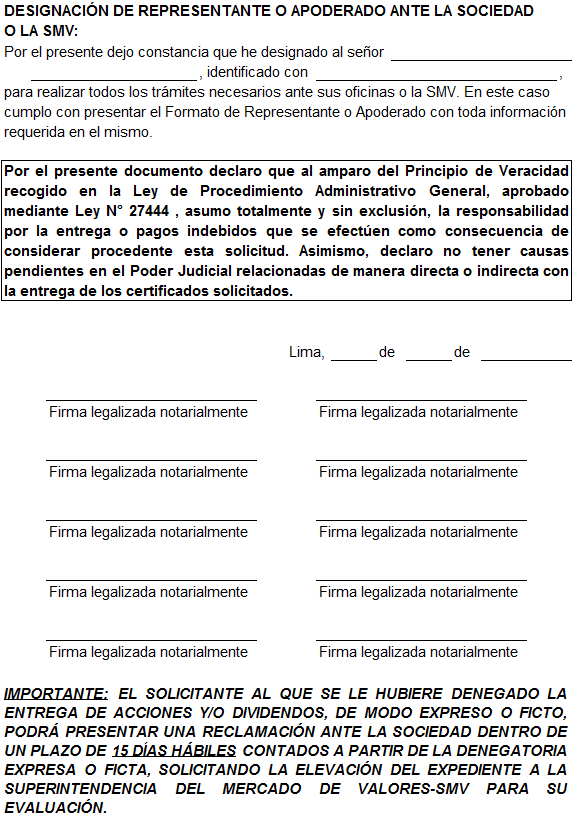 DESIGNACIÓN DE REPRESENTANTE O APODERADO ANTE LA SOCIEDAD
O LA SMV:
Por el presente dejo constancia que he designado al señor ____________________
____________________, identificado con ____________________,
para realizar todos los trámites necesarios ante sus oficinas o la SMV. En este caso
cumplo con presentar el Formato de Representante o Apoderado con toda información
requerida en el mismo.
Por el presente documento declaro que al amparo del Principio de Veracidad
recogido en la Ley de Procedimiento Administrativo General, aprobado
mediante Ley N° 27444 , asumo totalmente y sin exclusión, la responsabilidad
por la entrega o pagos indebidos que se efectúen como consecuencia de
considerar procedente esta solicitud. Asimismo, declaro no tener causas
pendientes en el Poder Judicial relacionadas de manera directa o indirecta con
la entrega de los certificados solicitados.
Lima, _____ de _____ de __________
Firma legalizada notarialmente Firma legalizada notarialmente
Firma legalizada notarialmente Firma legalizada notarialmente
Firma legalizada notarialmente Firma legalizada notarialmente
Firma legalizada notarialmente Firma legalizada notarialmente
Firma legalizada notarialmente Firma legalizada notarialmente
IMPORTANTE: EL SOLICITANTE AL QUE SE LE HUBIERE DENEGADO LA
ENTREGA DE ACCIONES Y/O DIVIDENDOS, DE MODO EXPRESO O FICTO,
PODRÁ PRESENTAR UNA RECLAMACIÓN ANTE LA SOCIEDAD DENTRO DE
UN PLAZO DE 15 DÍAS HÁBILES CONTADOS A PARTIR DE LA DENEGATORIA
EXPRESA O FICTA, SOLICITANDO LA ELEVACIÓN DEL EXPEDIENTE A LA
SUPERINTENDENCIA DEL MERCADO DE VALORES-SMV PARA SU
EVALUACIÓN.